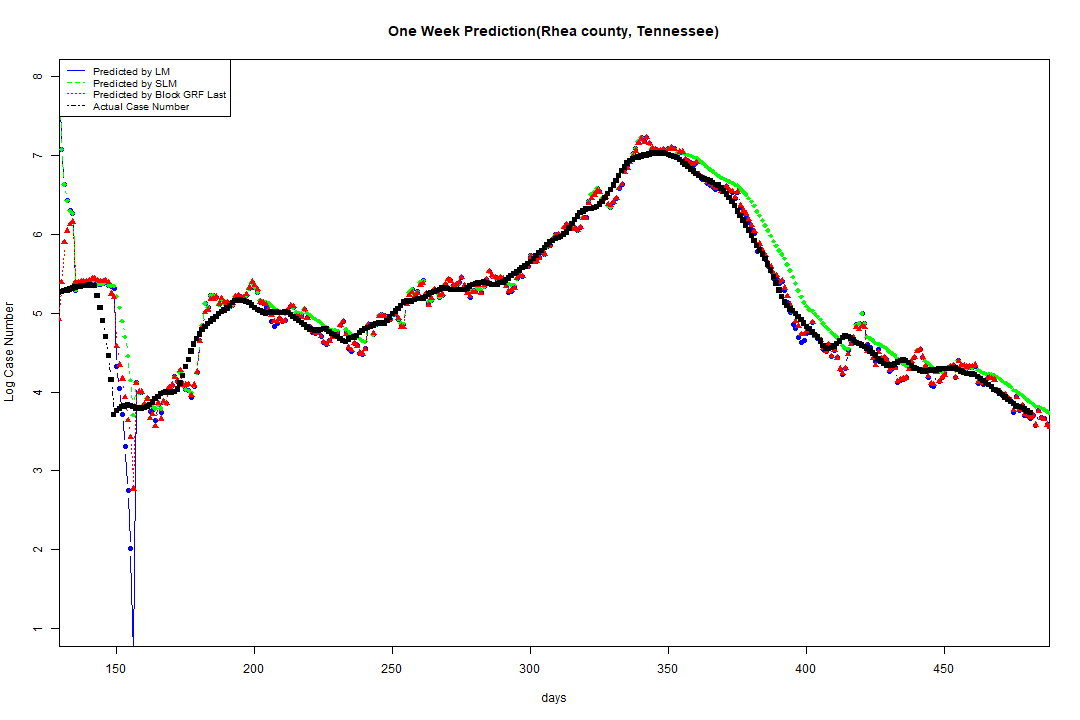 One Week Prediction(Rhea county, Tennessee)
Predicted by LM
Predicted by SLM
Predicted by Block GRF Last
Actual Case Number
8
7
6
5
4
3
2
1
Log Case Number
150 200 250 300 350 400 450
days